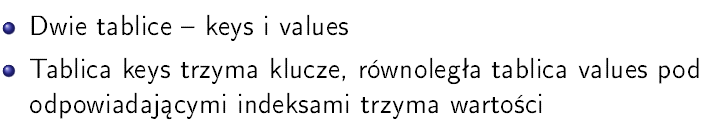 Dwie tablice – keys i values
Tablica keys trzyma klucze, równoległa tablica values pod
odpowiadającymi indeksami trzyma wartości